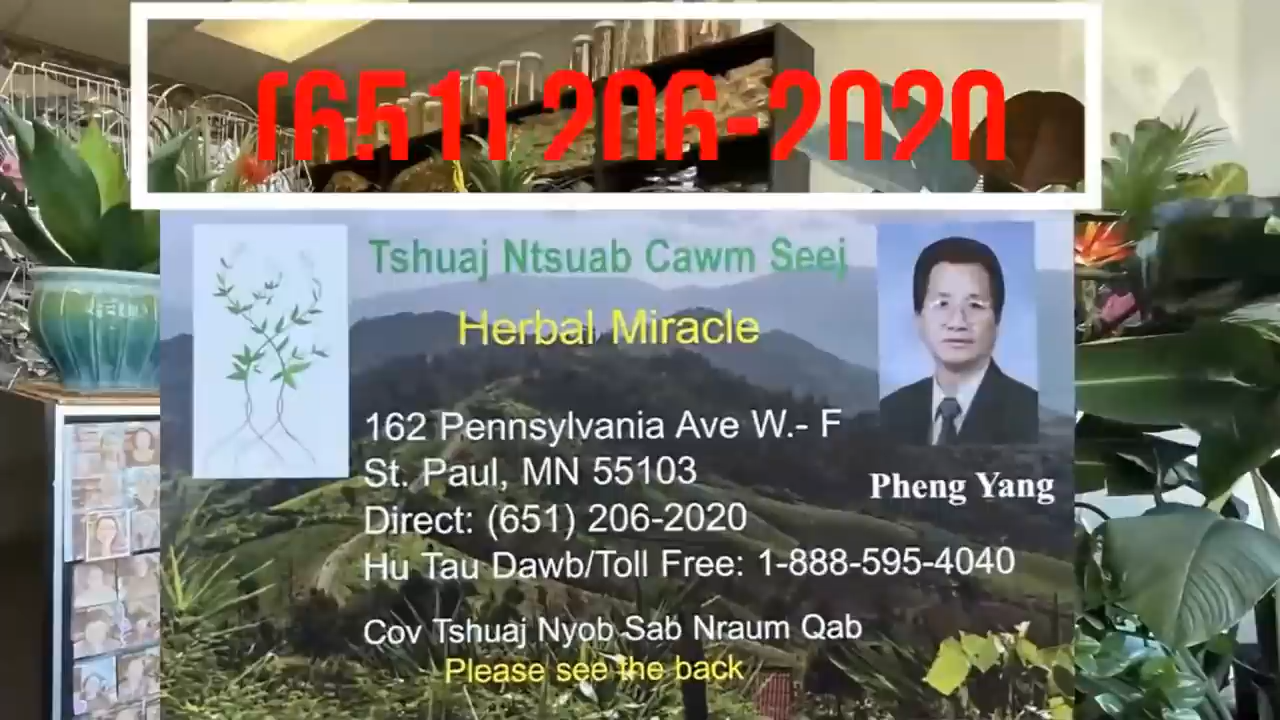 (651) 206-2020
Tshuaj Ntsuab Cawm Seej
Herbal Miracle
162 Pennsylvania Ave W.- F
St. Paul, MN 55103
Direct: (651) 206-2020
Hu Tau Dawb/Toll Free: 1-888-595-4040
Pheng Yang
Cov Tshuaj Nyob Sab Nraum Qab
Please see the back